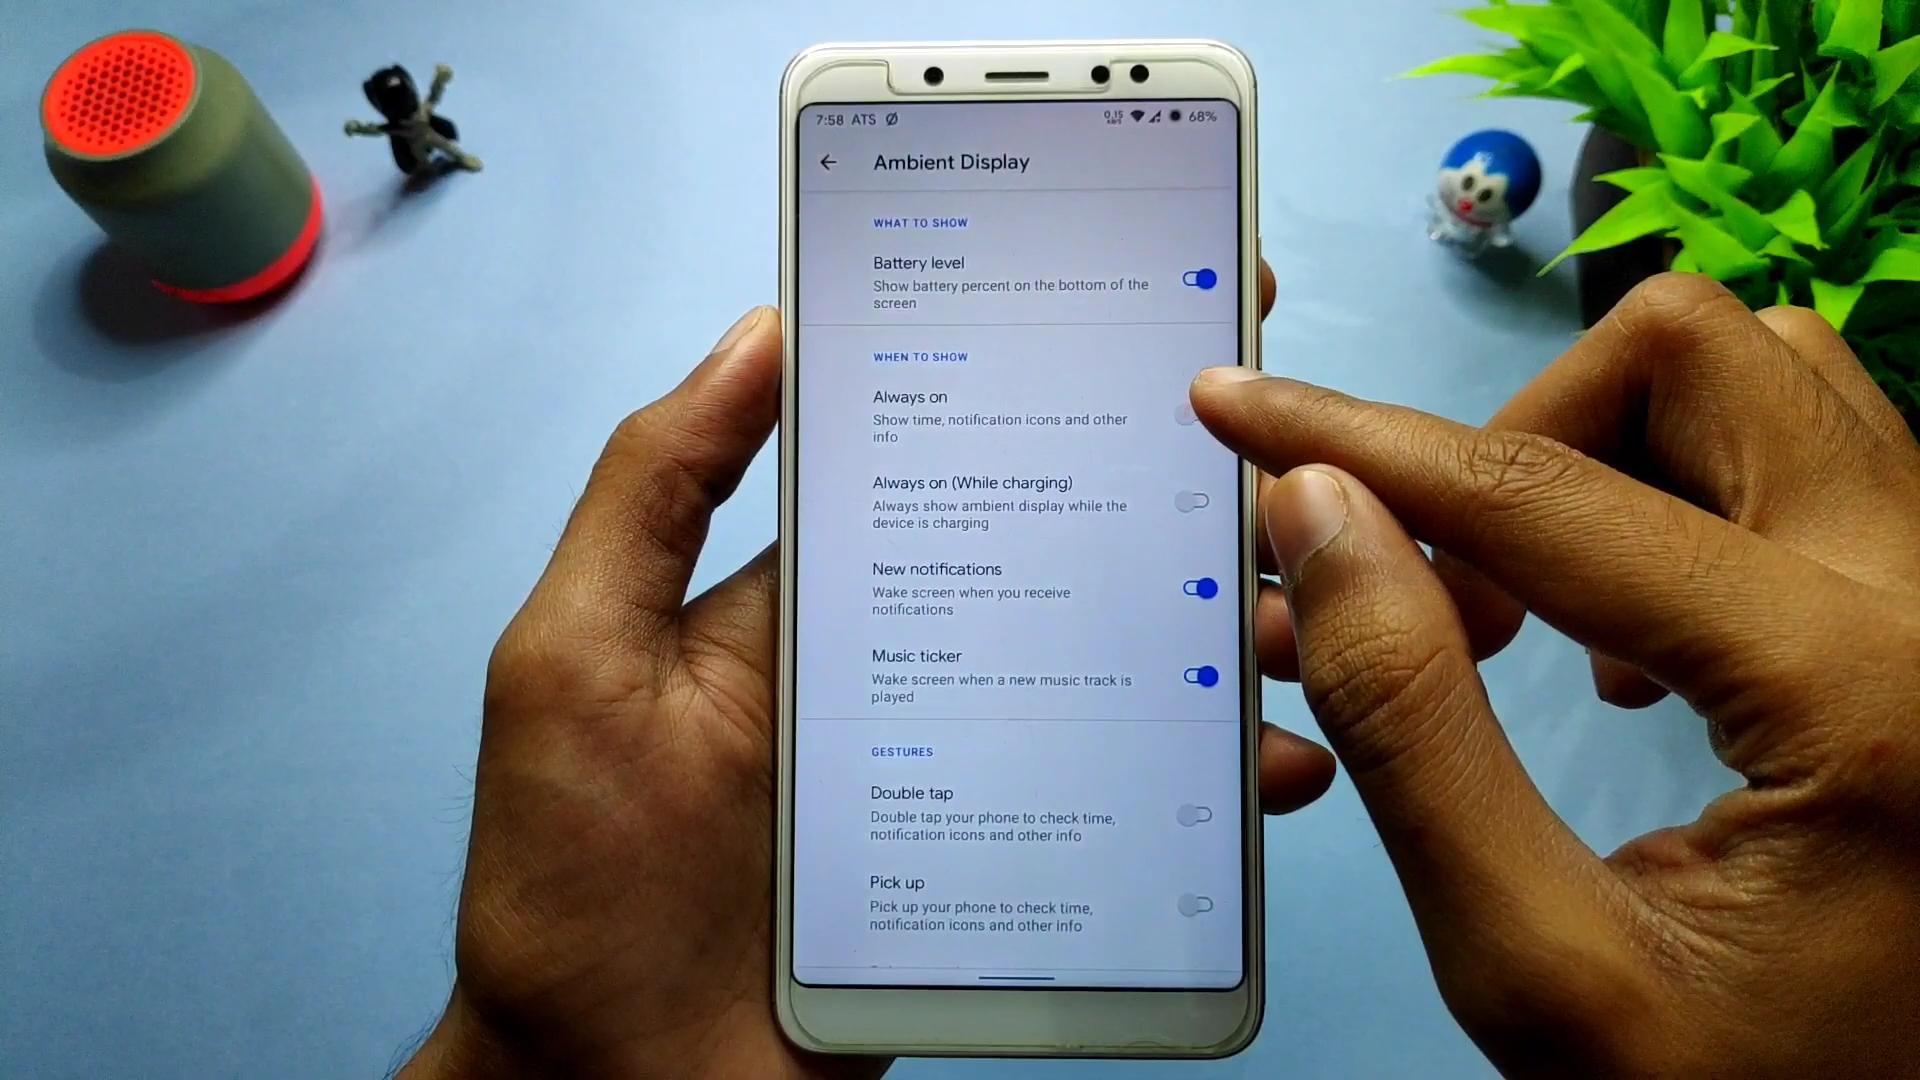 7:58 ATS 0.15 KB/S 68%
Ambient Display
WHAT TO SHOW
Battery level
Show battery percent on the bottom of the
screen
WHEN TO SHOW
Always on
Show time, notification icons and other
info
Always on (While charging)
Always show ambient display while the
device is charging
New notifications
Wake screen when you receive
notifications
Music ticker
Wake screen when a new music track is
played
GESTURES
Double tap
Double tap your phone to check time,
notification icons and other info
Pick up
Pick up your phone to check time,
notification icons and other info